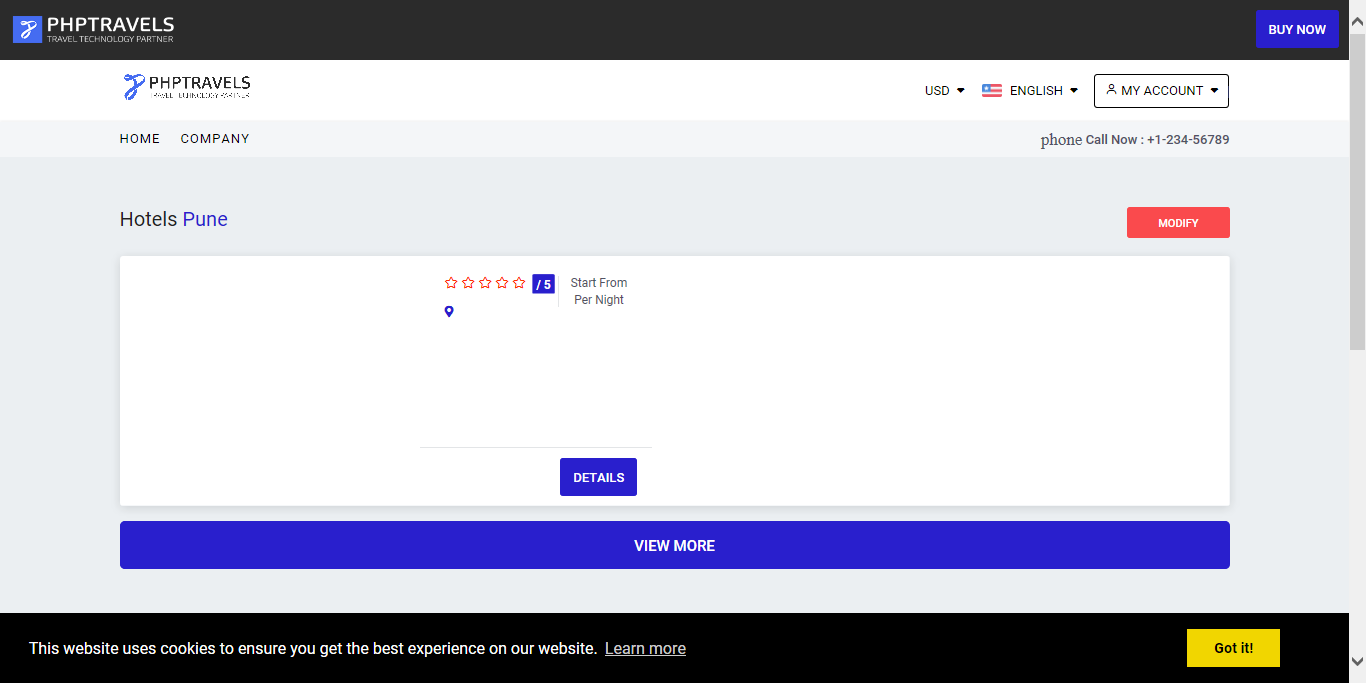 PHPTRAVELS
TRAVEL TECHNOLOGY PARTNER
BUY NOW
PHPTRAVELS
TRAVEL TECHNOLOGY PARTNER
USD ENGLISH MY ACCOUNT
HOME COMPANY phone Call Now : +1-234-56789
Hotels Pune
MODIFY
/ 5 Start From
Per Night
DETAILS
VIEW MORE
This website uses cookies to ensure you get the best experience on our website. Learn more Got it!